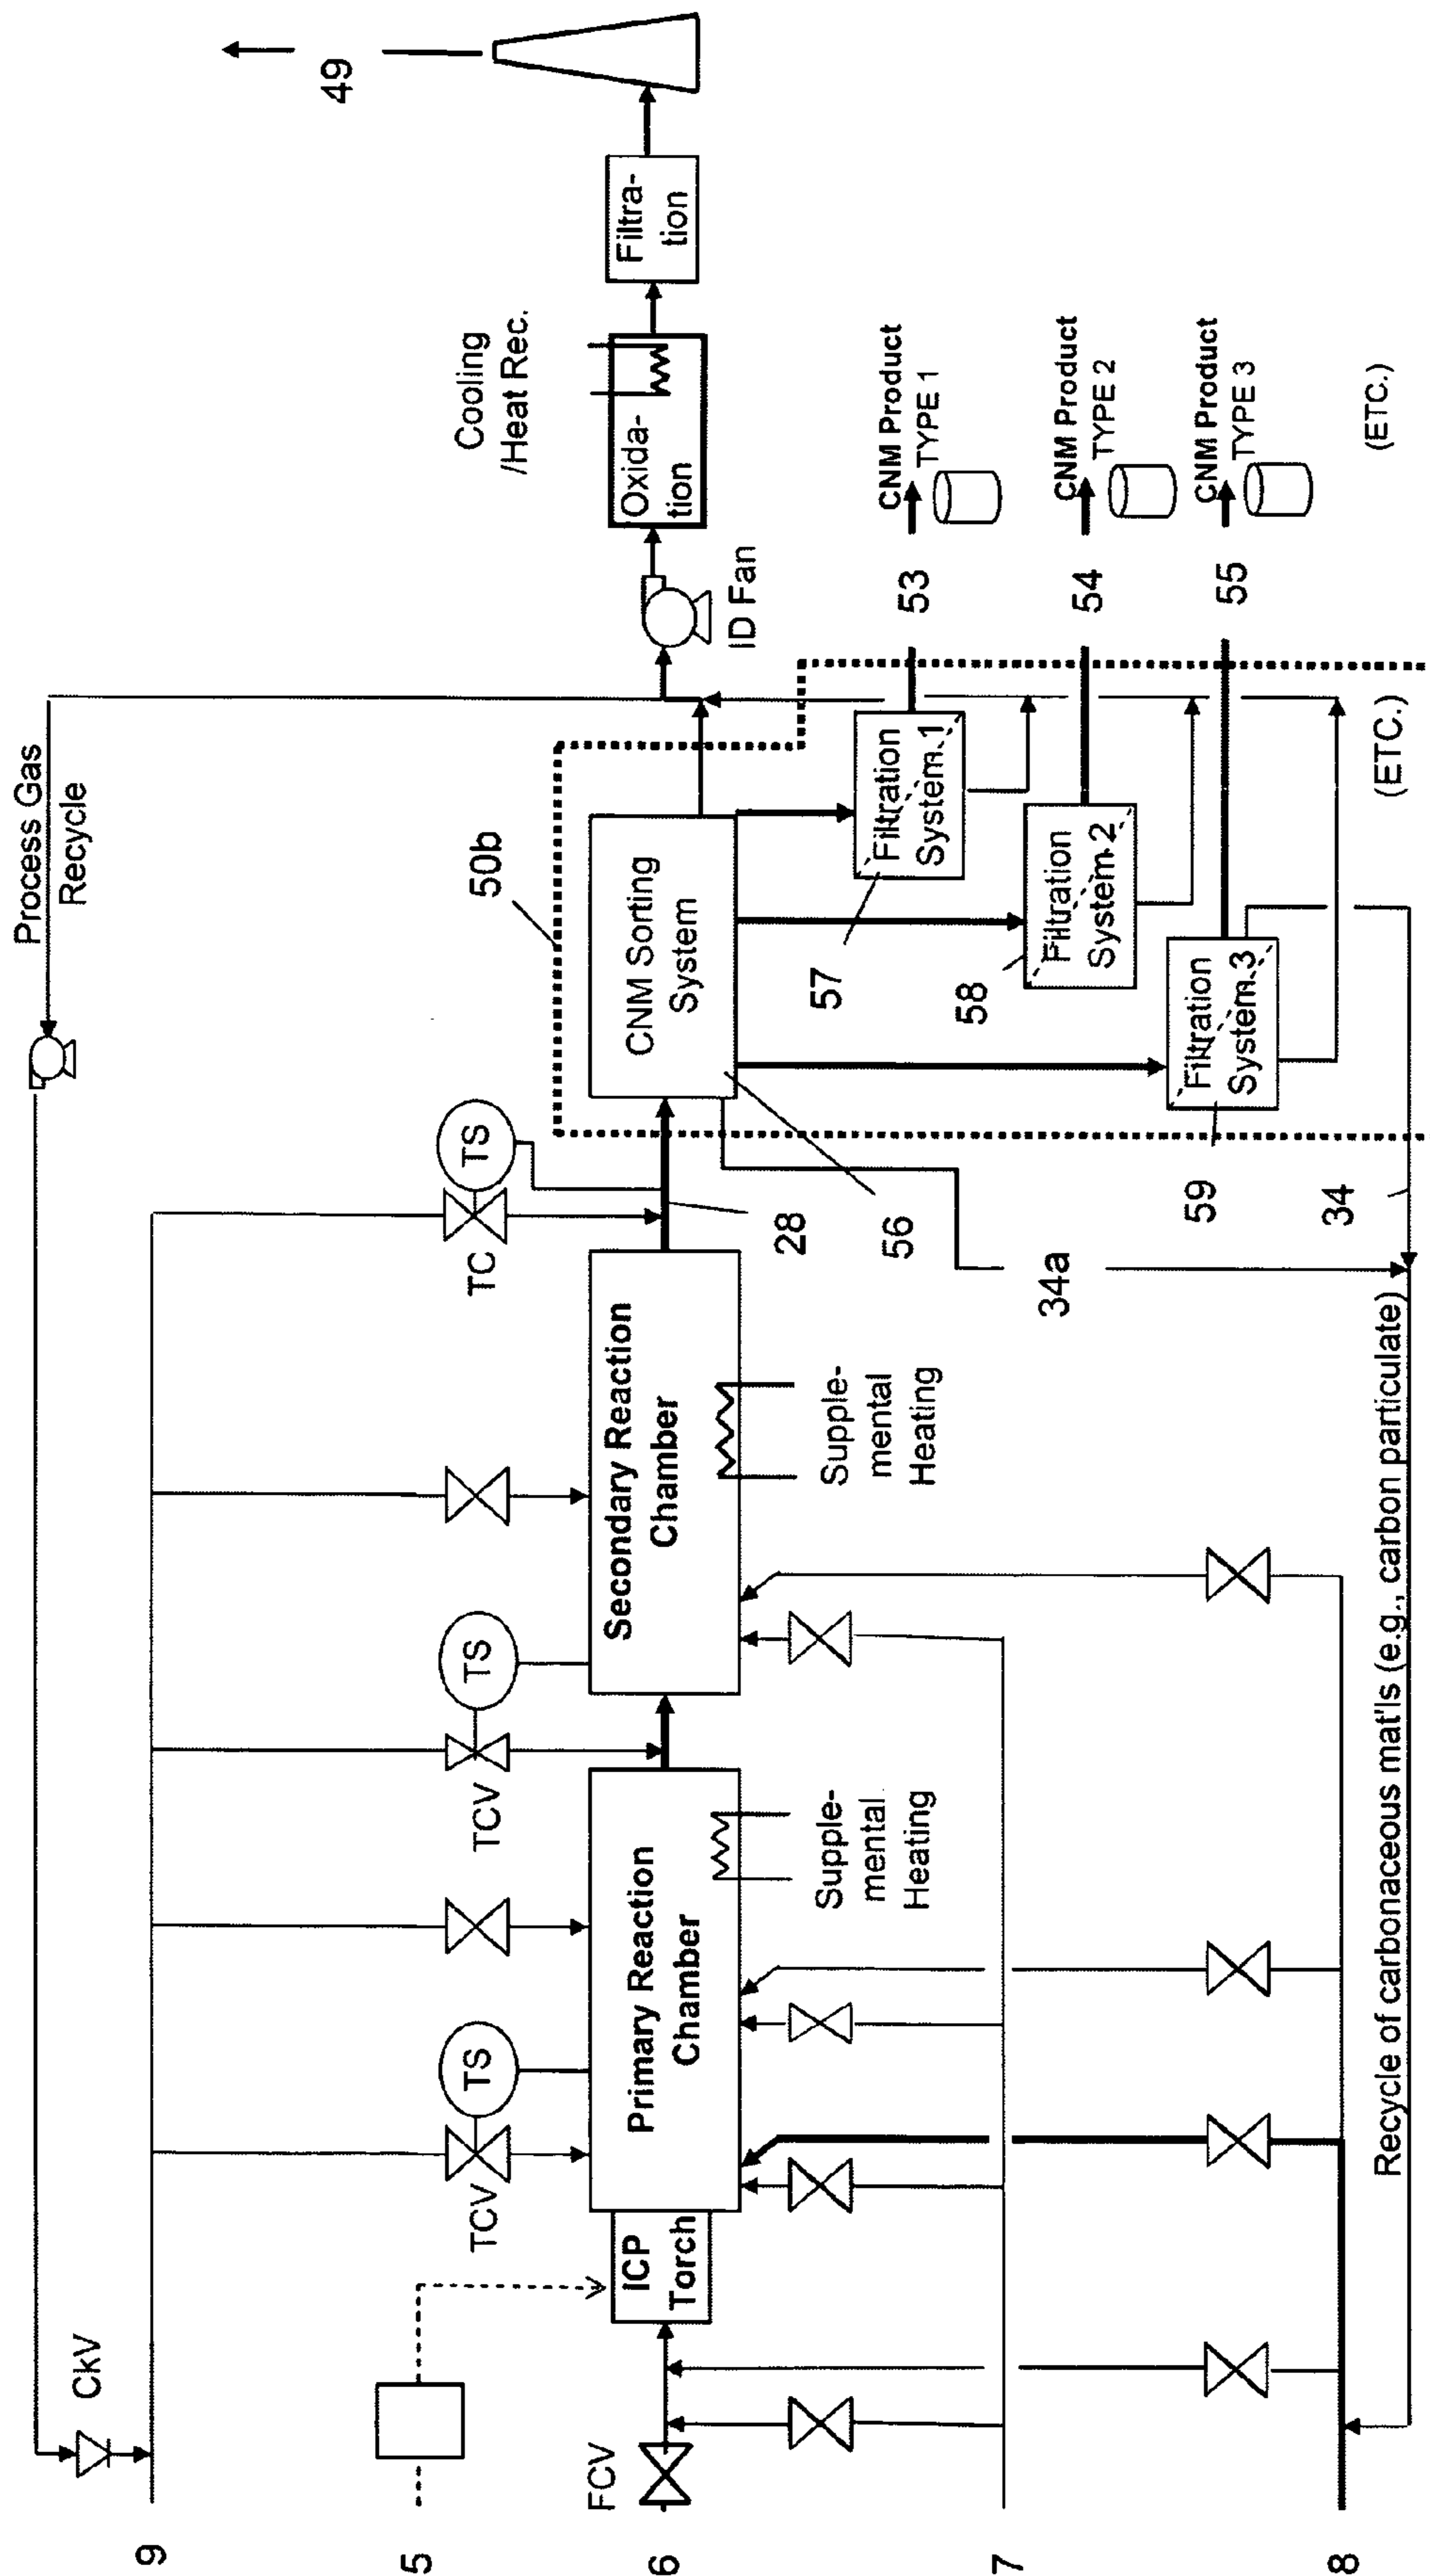 Process Gas
Recycle
49
Cooling
/Heat Rec.
Oxida-
tion
Filtra-
tion
ID Fan
50b
CkV
9
5
6
7
8
FCV
TCV
TS
TCV
TS
TC
TS
ICP
Torch
Primary Reaction
Chamber
Supple-
mental
Heating
Secondary Reaction
Chamber
Supple-
mental
Heating
28
56
34a
CNM Sorting
System
57
Filtration
System 1
58
Filtration
System 2
59
Filtration
System 3
53
CNM Product
TYPE 1
54
CNM Product
TYPE 2
55
CNM Product
TYPE 3
(ETC.)
(ETC.)
34
Recycle of carbonaceous mat'ls (e.g., carbon particulate)